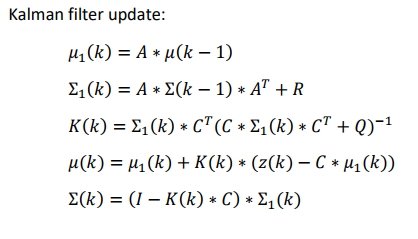 Kalman filter update:
μ₁(k) = A * μ(k − 1)
Σ₁(k) = A * Σ(k − 1) * Aᵀ + R
K(k) = Σ₁(k) * Cᵀ(C * Σ₁(k) * Cᵀ + Q)⁻¹
μ(k) = μ₁(k) + K(k) * (z(k) − C * μ₁(k))
Σ(k) = (I − K(k) * C) * Σ₁(k)